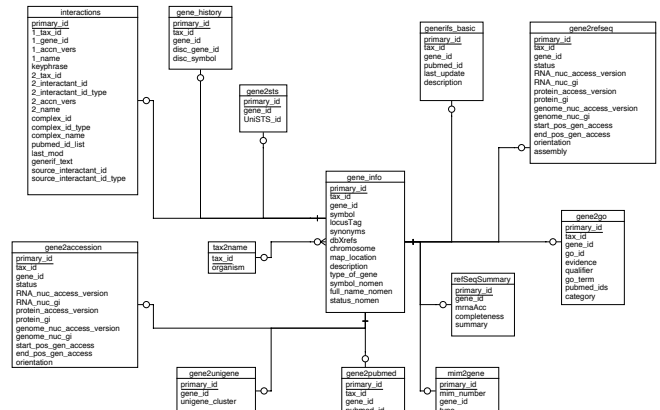 interactions
primary_id
1_tax_id
1_gene_id
1_accn_vers
1_name
keyphrase
2_tax_id
2_interactant_id
2_interactant_id_type
2_accn_vers
2_name
complex_id
complex_id_type
complex_name
pubmed_id_list
last_mod
generif_text
source_interactant_id
source_interactant_id_type
gene_history
primary_id
tax_id
gene_id
disc_gene_id
disc_symbol
gene2sts
primary_id
gene_id
UniSTS_id
generifs_basic
primary_id
tax_id
gene_id
pubmed_id
last_update
description
gene2refseq
primary_id
tax_id
gene_id
status
RNA_nuc_access_version
RNA_nuc_gi
protein_access_version
protein_gi
genome_nuc_access_version
genome_nuc_gi
start_pos_gen_access
end_pos_gen_access
orientation
assembly
gene_info
primary_id
tax_id
gene_id
symbol
locusTag
synonyms
dbXrefs
chromosome
map_location
description
type_of_gene
symbol_nomen
full_name_nomen
status_nomen
gene2accession
primary_id
tax_id
gene_id
status
RNA_nuc_access_version
RNA_nuc_gi
protein_access_version
protein_gi
genome_nuc_access_version
genome_nuc_gi
start_pos_gen_access
end_pos_gen_access
orientation
tax2name
tax_id
organism
gene2go
primary_id
tax_id
gene_id
go_id
evidence
qualifier
go_term
pubmed_ids
category
refSeqSummary
primary_id
gene_id
mrnaAcc
completeness
summary
gene2unigene
primary_id
gene_id
unigene_cluster
gene2pubmed
primary_id
tax_id
gene_id
mim2gene
primary_id
mim_number
gene_id